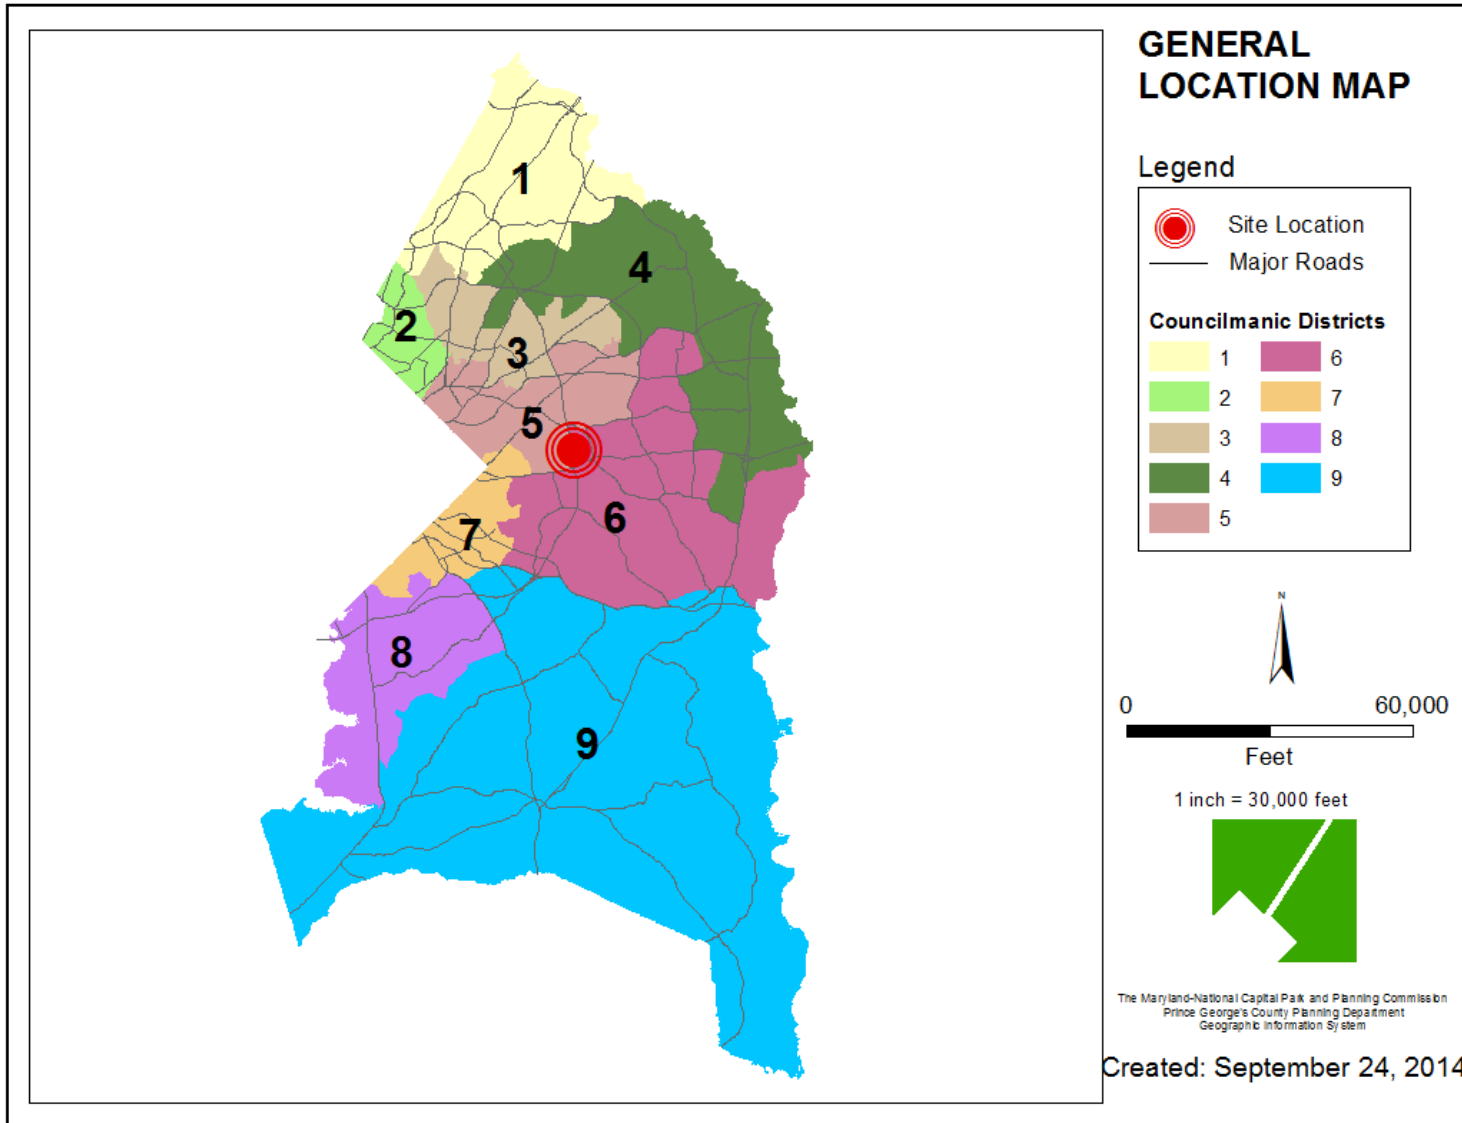 GENERAL
LOCATION MAP
Legend
Site Location
Major Roads
Councilmanic Districts
1 6
2 7
3 8
4 9
5
1
2
3
4
5
6
7
8
9
N
0 60,000
Feet
1 inch = 30,000 feet
The Maryland-National Capital Park and Planning Commission
Prince George's County Planning Department
Geographic Information System
Created: September 24, 2014